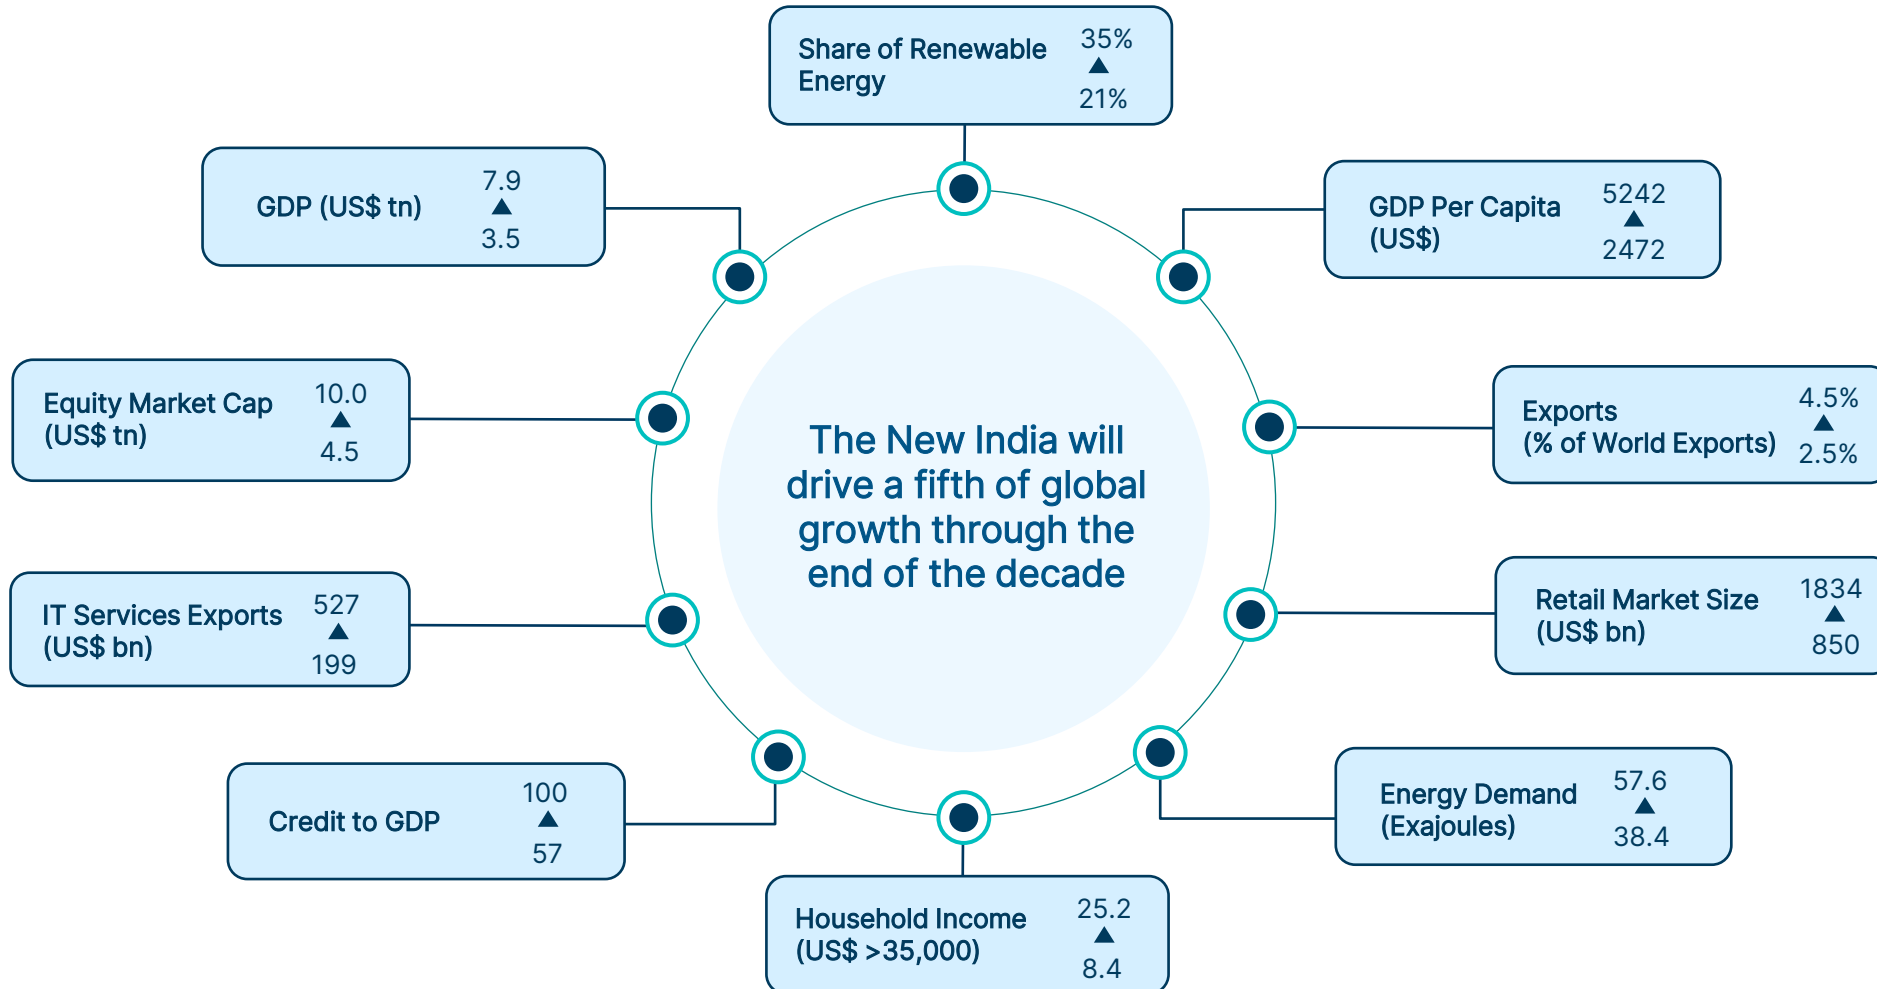 Share of Renewable
Energy
35%
▲
21%
GDP (US$ tn)
7.9
▲
3.5
GDP Per Capita
(US$)
5242
▲
2472
Equity Market Cap
(US$ tn)
10.0
▲
4.5
The New India will
drive a fifth of global
growth through the
end of the decade
Exports
(% of World Exports)
4.5%
▲
2.5%
IT Services Exports
(US$ bn)
527
▲
199
Retail Market Size
(US$ bn)
1834
▲
850
Credit to GDP
100
▲
57
Energy Demand
(Exajoules)
57.6
▲
38.4
Household Income
(US$ >35,000)
25.2
▲
8.4